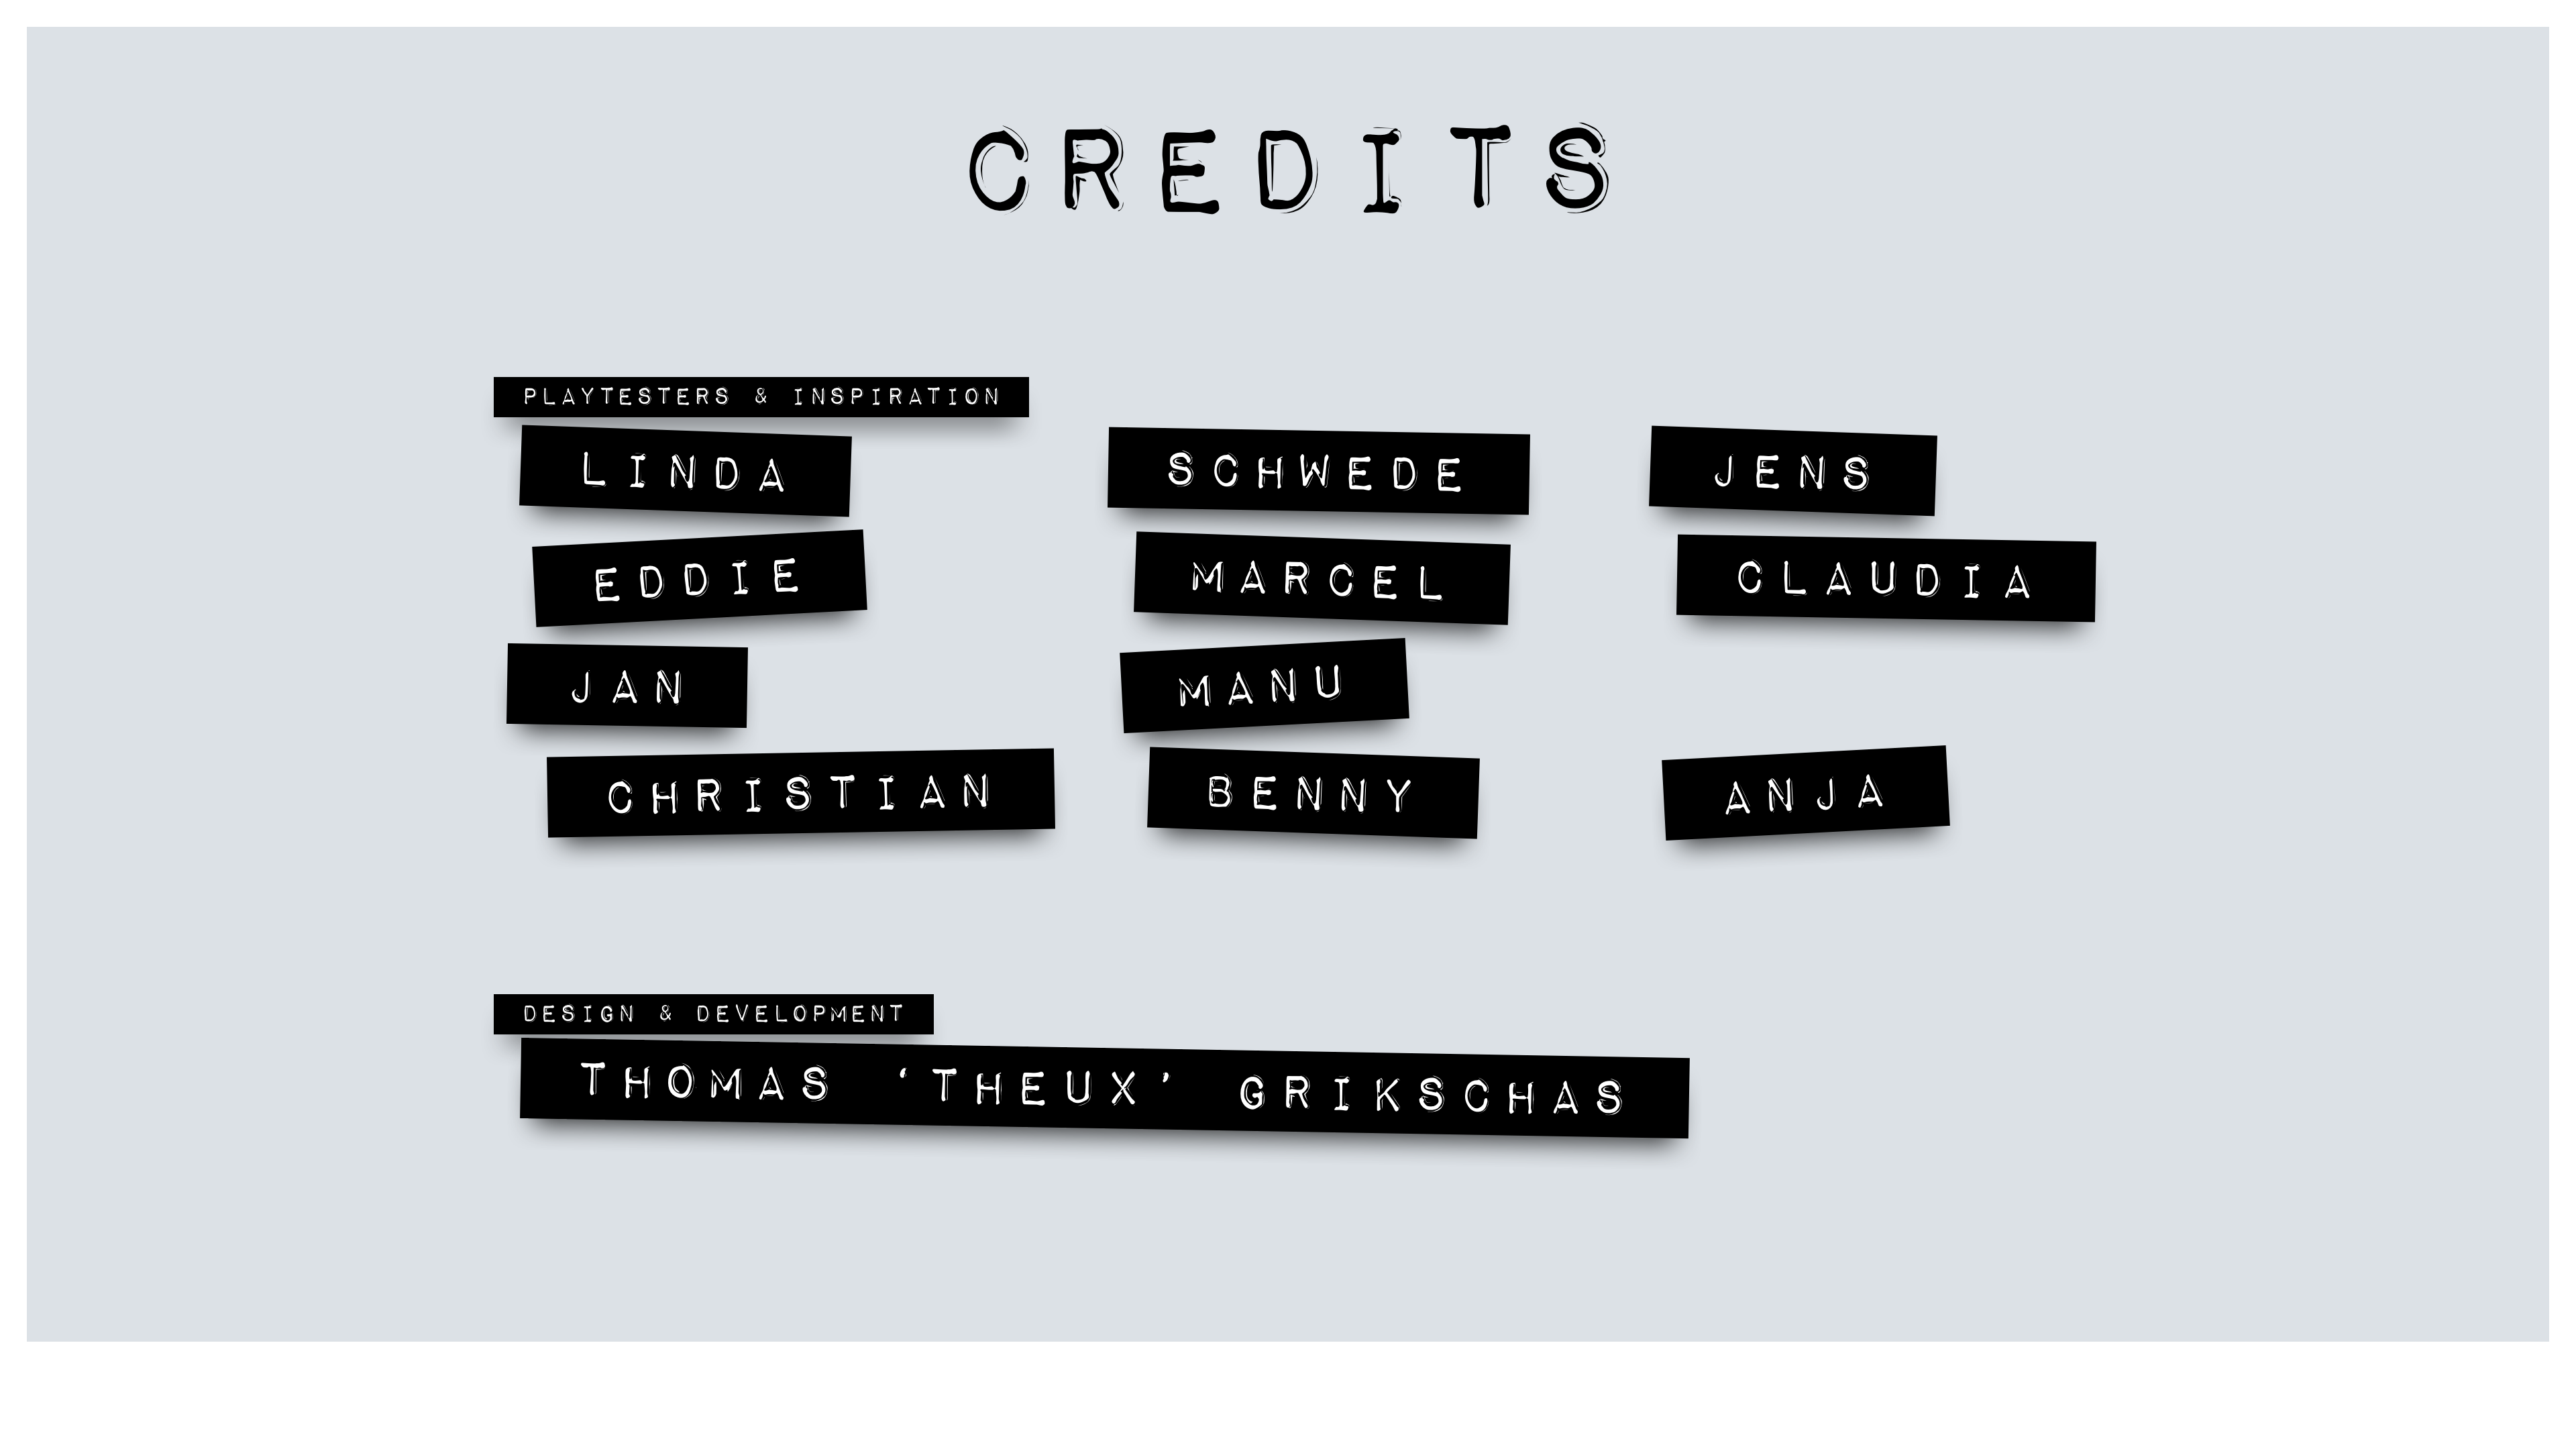 CREDITS
PLAYTESTERS & INSPIRATION
LINDA
SCHWEDE
JENS
EDDIE
MARCEL
CLAUDIA
JAN
MANU
CHRISTIAN
BENNY
ANJA
DESIGN & DEVELOPMENT
THOMAS ‘THEUX’ GRIKSCHAS